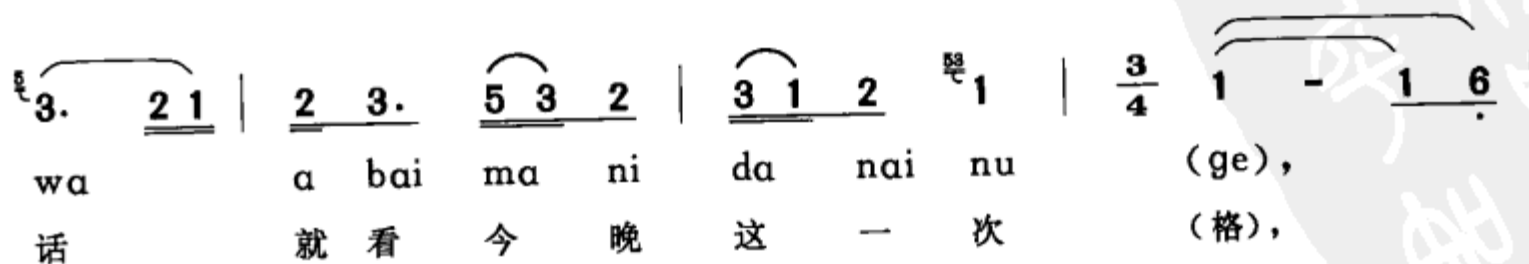 3. 2 1 | 2 3. 5 3 2 | 3 1 2 1 | 3/4 1 - 1 6
wa a bai ma ni da nai nu (ge),
话 就 看 今 晚 这 一 次 (格),